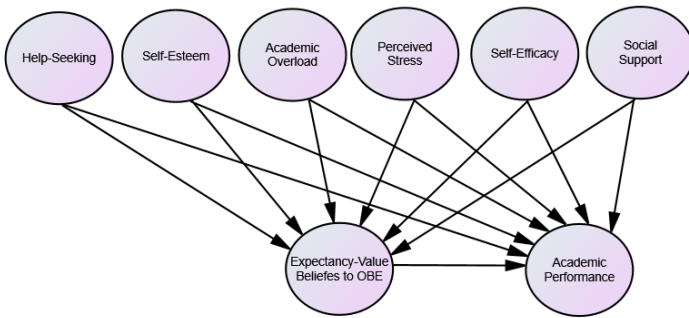 Help-Seeking
Self-Esteem
Academic
Overload
Perceived
Stress
Self-Efficacy
Social
Support
Expectancy-Value
Beliefes to OBE
Academic
Performance